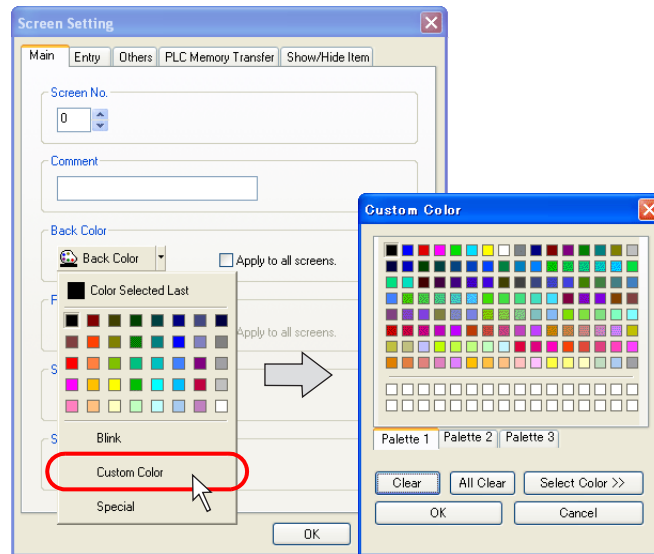 Screen Setting
Main Entry Others PLC Memory Transfer Show/Hide Item
Screen No.
0
Comment
Back Color
Back Color
Apply to all screens.
Color Selected Last
Apply to all screens.
Blink
Custom Color
Special
OK
Custom Color
Palette 1 Palette 2 Palette 3
Clear All Clear Select Color >>
OK Cancel